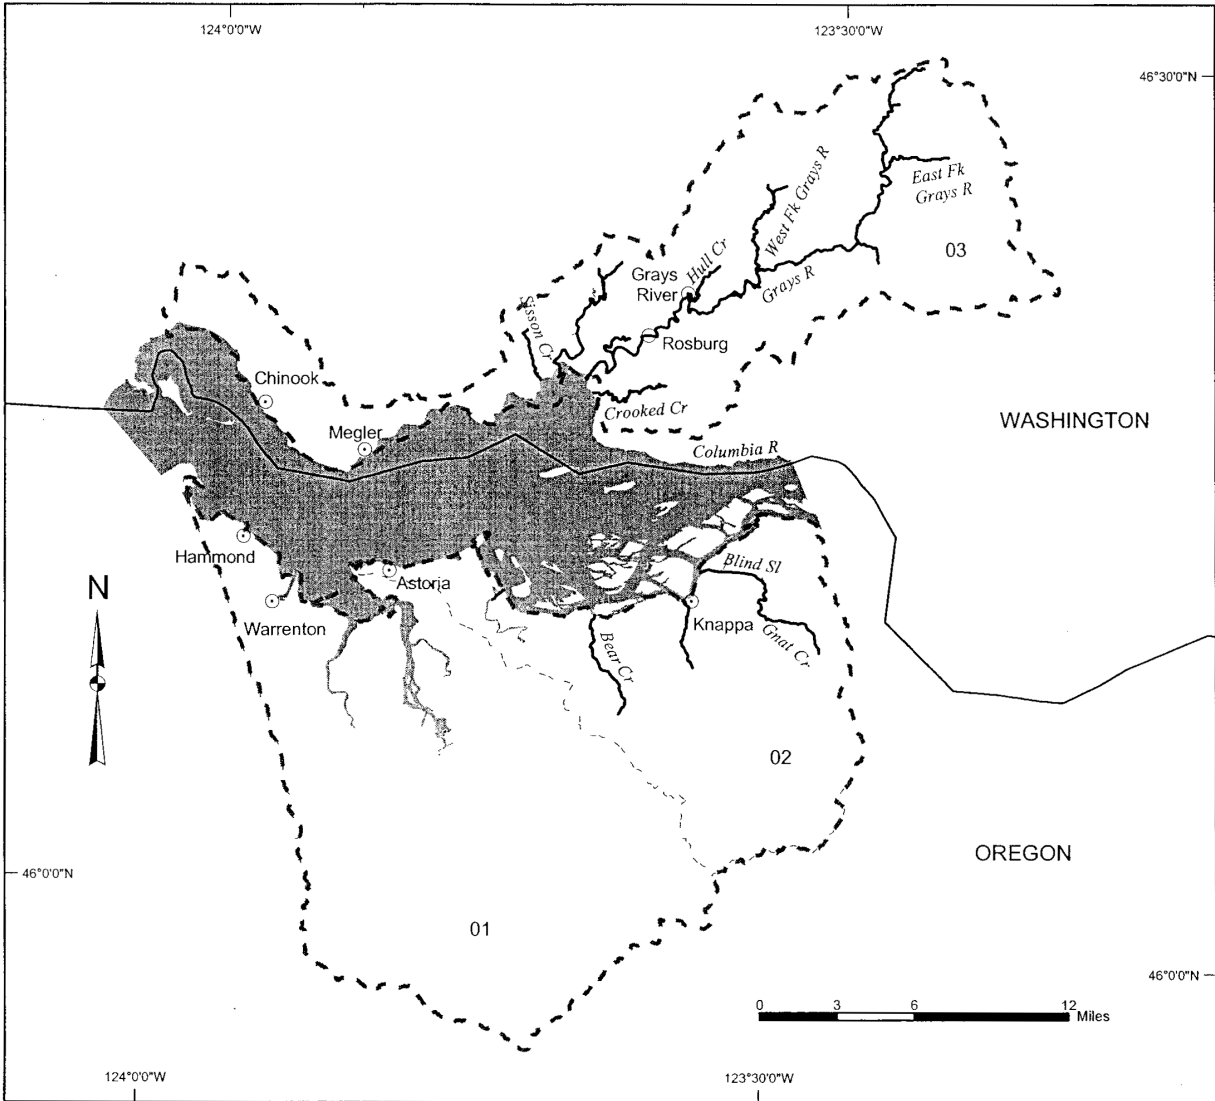 124°0'0"W
123°30'0"W
46°30'0"N
East Fk
Grays R
West Fk Grays R
03
Hull Cr
Grays
River
Grays R
Sisson Cr
Rosburg
Chinook
Crooked Cr
WASHINGTON
Megler
Columbia R
Hammond
Blind Sl
Astoria
N
Knappa
Warrenton
Gnat Cr
Bear Cr
02
OREGON
46°0'0"N
01
46°0'0"N
0 3 6 12
Miles
124°0'0"W
123°30'0"W